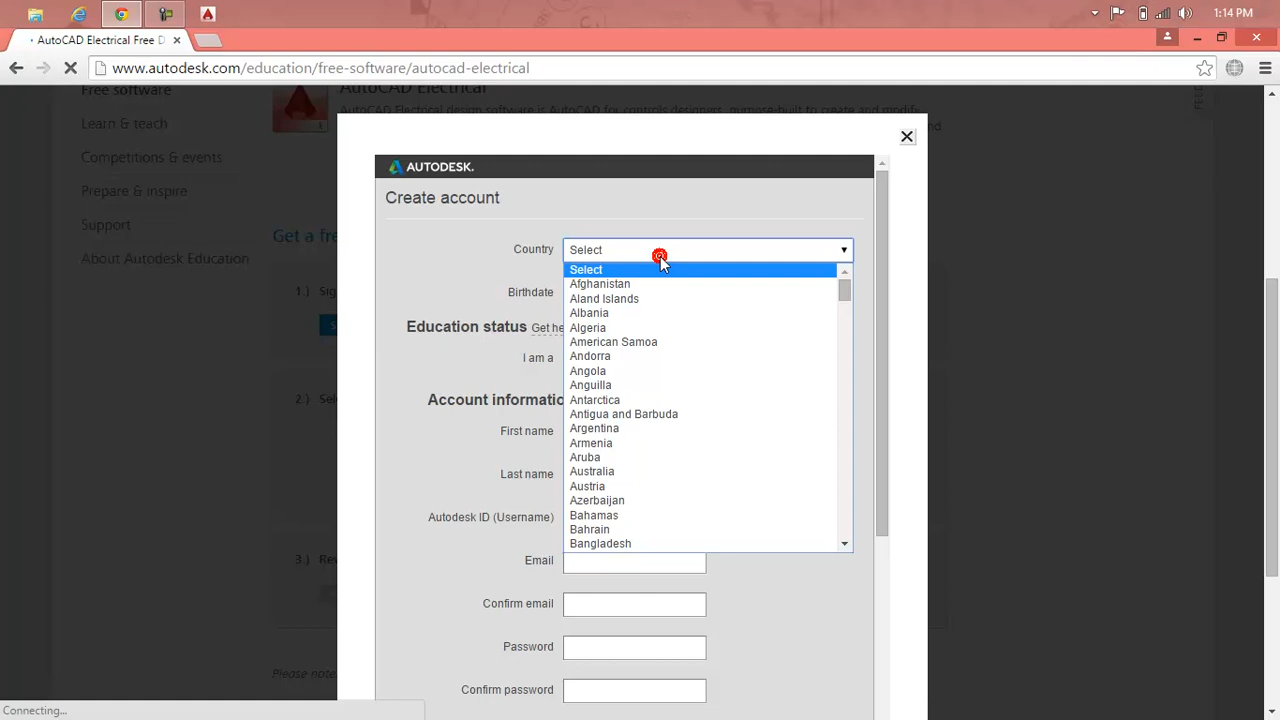 1:14 PM
AutoCAD Electrical Free D
www.autodesk.com/education/free-software/autocad-electrical
Free software
Learn & teach
Competitions & events
Prepare & inspire
Support
About Autodesk Education
AutoCAD Electrical
AutoCAD Electrical design software is AutoCAD for controls designers, purpose-built to create and modify
Get a fre
1.) Sig
2.) Sel
3.) Rev
Please note
AUTODESK.
Create account
Country
Select
Select
Afghanistan
Aland Islands
Albania
Algeria
American Samoa
Andorra
Angola
Anguilla
Antarctica
Antigua and Barbuda
Argentina
Armenia
Aruba
Australia
Austria
Azerbaijan
Bahamas
Bahrain
Bangladesh
Birthdate
Education status Get he
I am a
Account informatio
First name
Last name
Autodesk ID (Username)
Email
Confirm email
Password
Confirm password
Connecting...